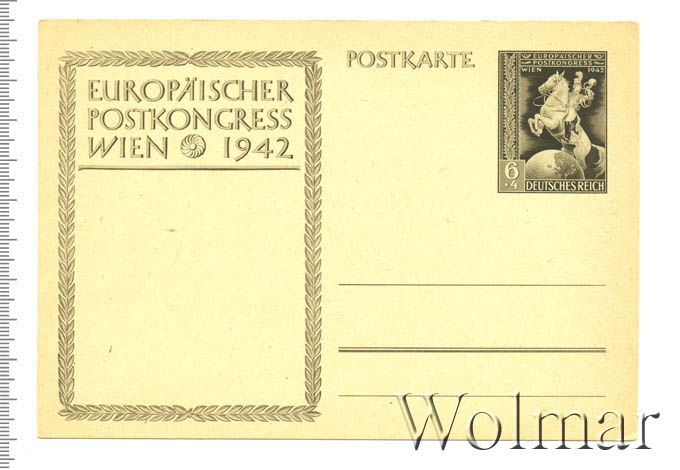 EUROPÄISCHER
POSTKONGRESS
WIEN 1942
POSTKARTE
EUROPÄISCHER
POSTKONGRESS
WIEN 1942
6
+4
DEUTSCHES REICH
Wolmar